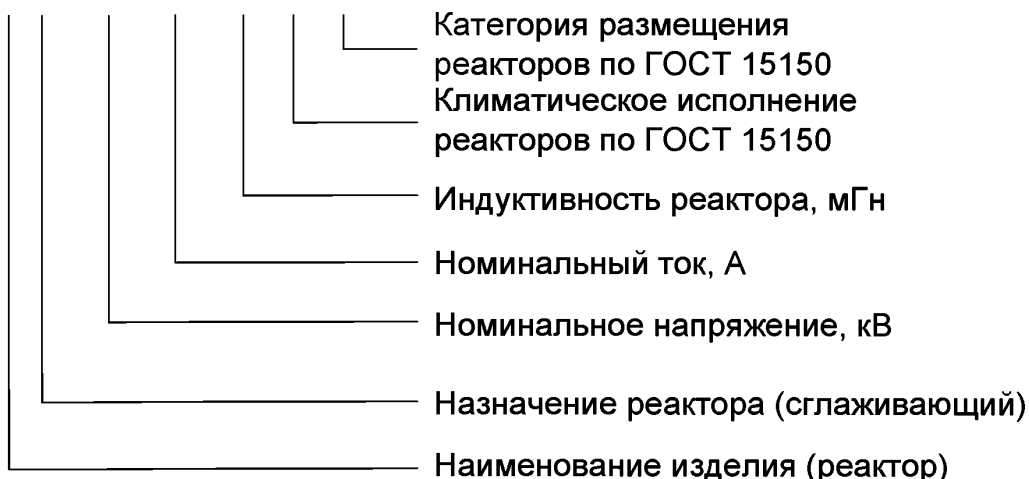 Категория размещения
реакторов по ГОСТ 15150
Климатическое исполнение
реакторов по ГОСТ 15150
Индуктивность реактора, мГн
Номинальный ток, А
Номинальное напряжение, кВ
Назначение реактора (сглаживающий)
Наименование изделия (реактор)